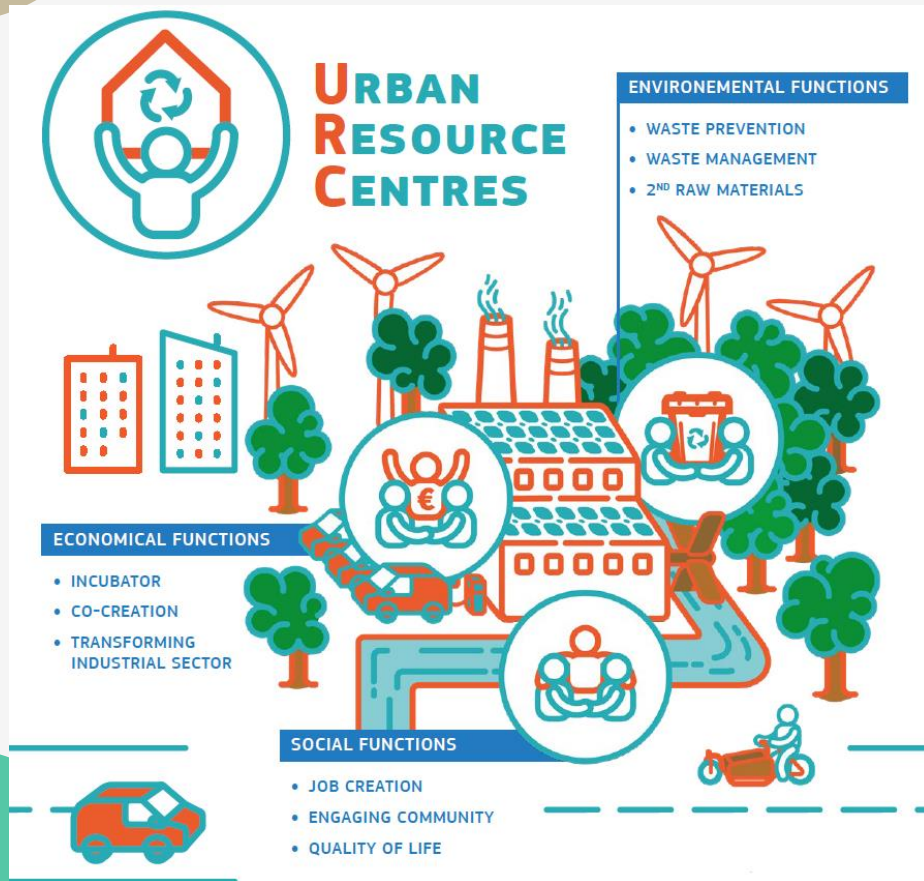 URBAN
RESOURCE
CENTRES
ENVIRONEMENTAL FUNCTIONS
• WASTE PREVENTION
• WASTE MANAGEMENT
• 2ND RAW MATERIALS
€
ECONOMICAL FUNCTIONS
• INCUBATOR
• CO-CREATION
• TRANSFORMING
INDUSTRIAL SECTOR
SOCIAL FUNCTIONS
• JOB CREATION
• ENGAGING COMMUNITY
• QUALITY OF LIFE